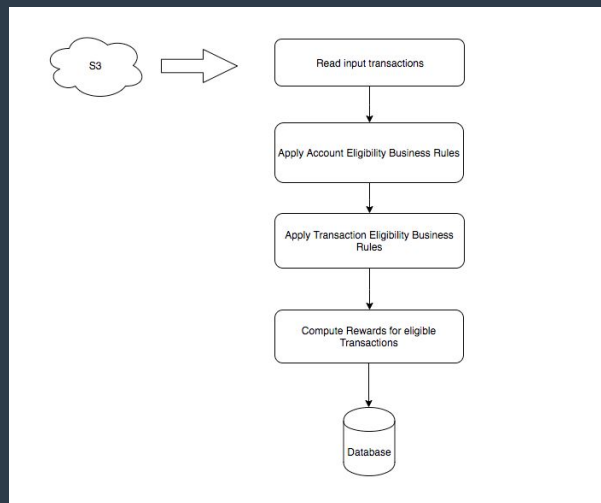 S3
Read input transactions
Apply Account Eligibility Business Rules
Apply Transaction Eligibility Business
Rules
Compute Rewards for eligible
Transactions
Database